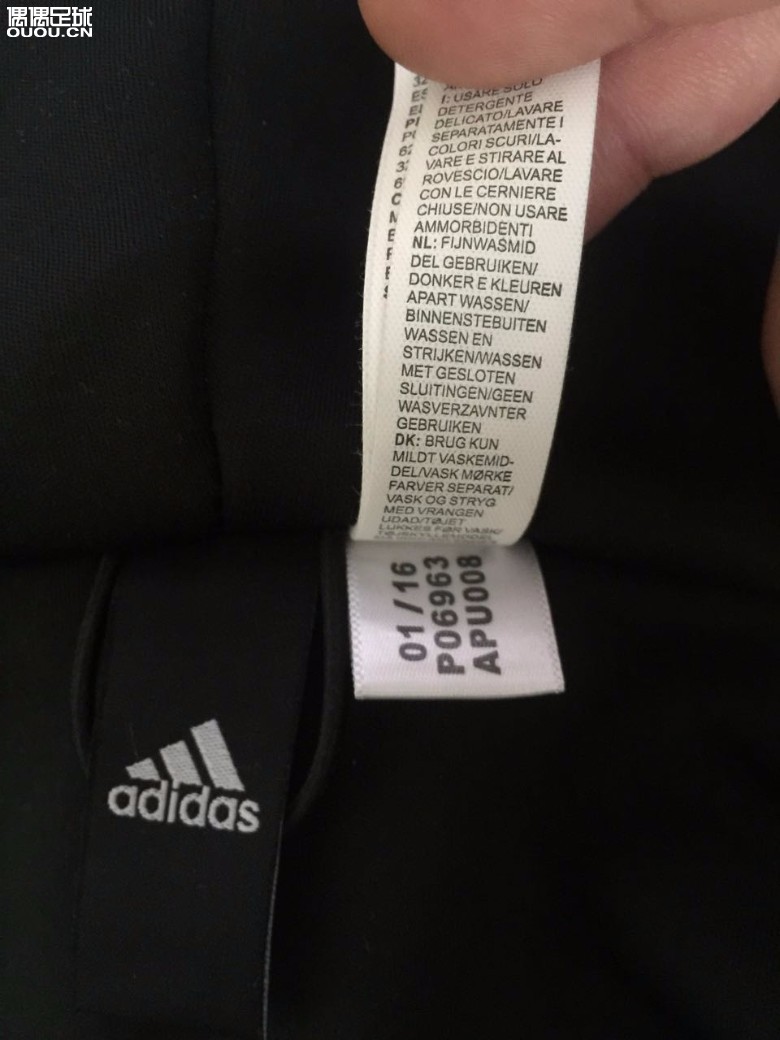 偶偶足球
OUOU.CN
I: USARE SOLO
DETERGENTE
DELICATO/LAVARE
SEPARATAMENTE I
COLORI SCURI/LA-
VARE E STIRARE AL
ROVESCIO/LAVARE
CON LE CERNIERE
CHIUSE/NON USARE
AMMORBIDENTI
NL: FIJNWASMID
DEL GEBRUIKEN/
DONKER E KLEUREN
APART WASSEN/
BINNENSTEBUITEN
WASSEN EN
STRIJKEN/WASSEN
MET GESLOTEN
SLUITINGEN/GEEN
WASVERZAVNTER
GEBRUIKEN
DK: BRUG KUN
MILDT VASKEMID-
DEL/VASK MØRKE
FARVER SEPARAT/
VASK OG STRYG
MED VRANGEN
UDAD/TØJET
LUKKES FØR VASK/
01/16
P06963
APU008
adidas